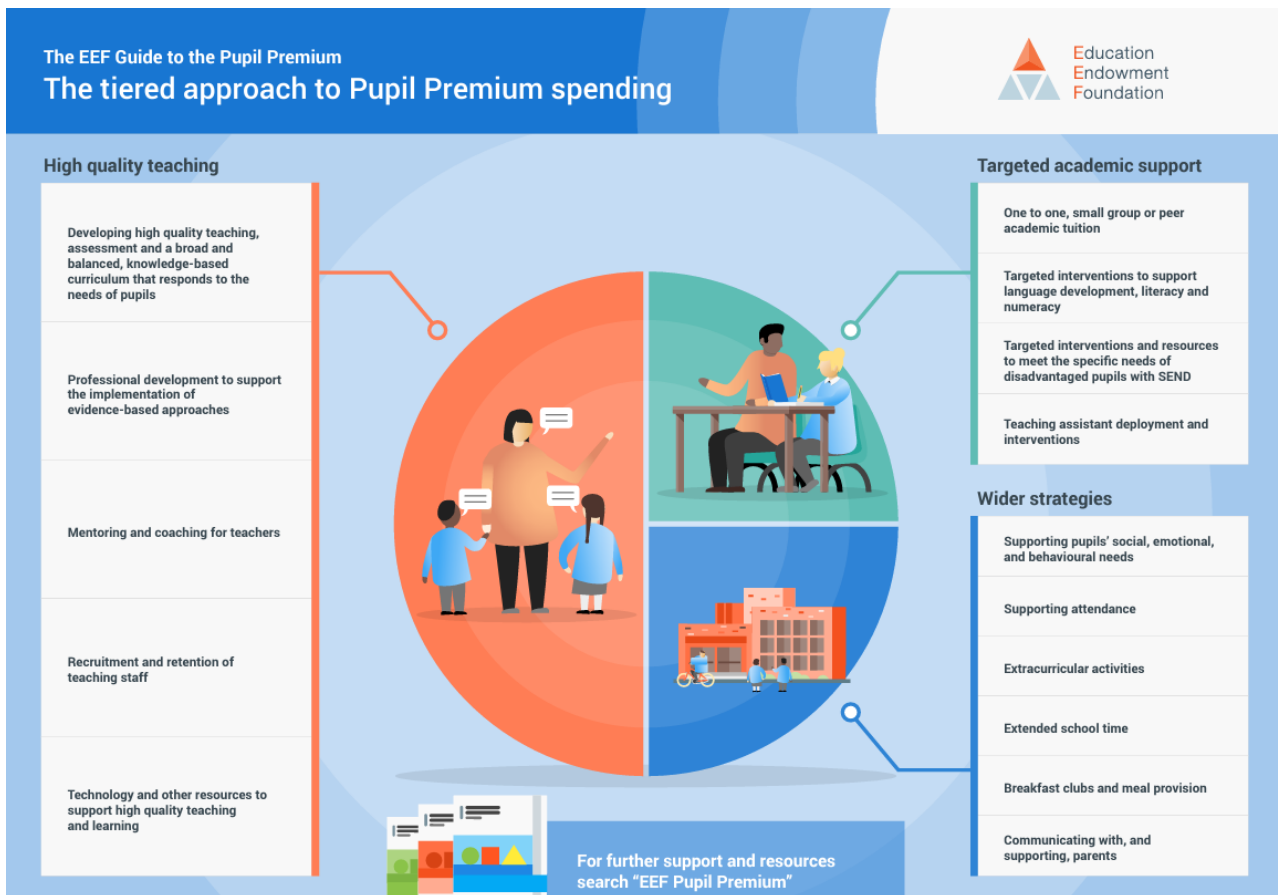 The EEF Guide to the Pupil Premium
The tiered approach to Pupil Premium spending
Education
Endowment
Foundation
High quality teaching
Developing high quality teaching,
assessment and a broad and
balanced, knowledge-based
curriculum that responds to the
needs of pupils
Professional development to support
the implementation of
evidence-based approaches
Mentoring and coaching for teachers
Recruitment and retention of
teaching staff
Technology and other resources to
support high quality teaching
and learning
Targeted academic support
One to one, small group or peer
academic tuition
Targeted interventions to support
language development, literacy and
numeracy
Targeted interventions and resources
to meet the specific needs of
disadvantaged pupils with SEND
Teaching assistant deployment and
interventions
Wider strategies
Supporting pupils' social, emotional,
and behavioural needs
Supporting attendance
Extracurricular activities
Extended school time
Breakfast clubs and meal provision
Communicating with, and
supporting, parents
For further support and resources
search “EEF Pupil Premium”